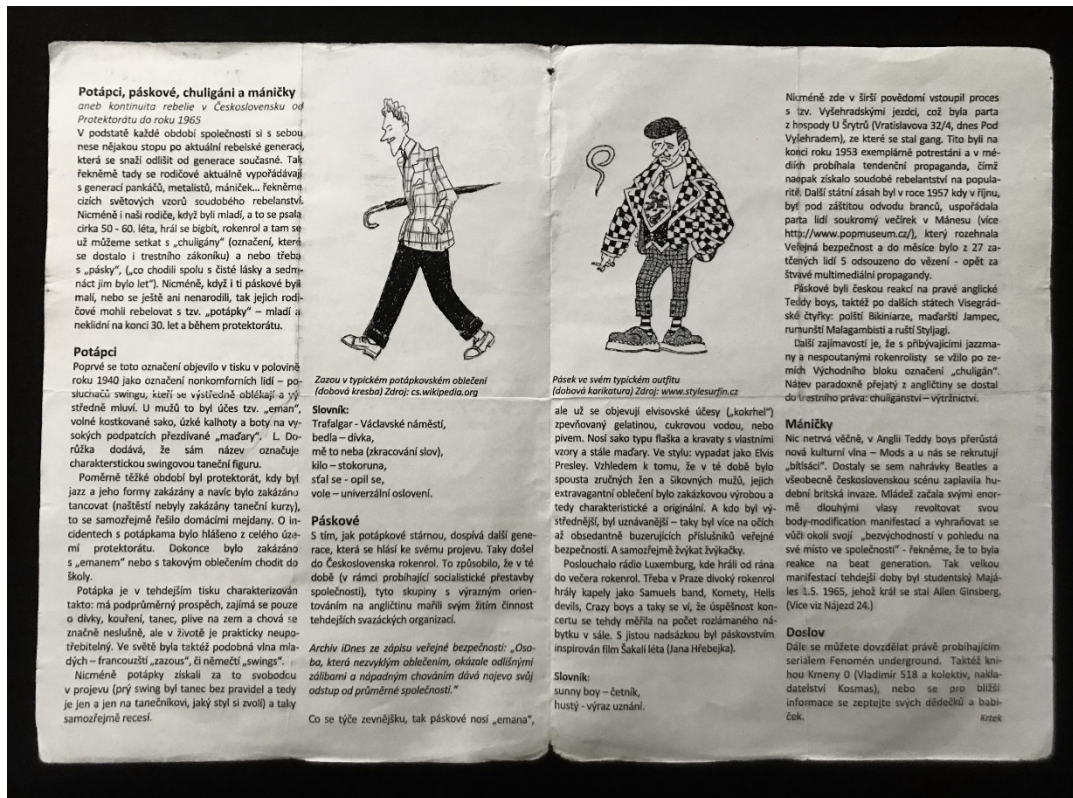 Potápci, páskové, chuligáni a máničky
aneb kontinuita rebelie v Československu od
Protektorátu do roku 1965
V podstatě každé období společnosti si s sebou
nese nějakou stopu po aktuální rebelské generaci,
která se snaží odlišit od generace současné. Tak
řekněme tady se rodičové aktuálně vypořádávají
s generací pankáčů, metalistů, mániček... řekněme
cizích světových vzorů soudobého rebelanství.
Nicméně i naši rodiče, když byli mladí, a to se psala
cirka 50 - 60. léta, hrál se bigbít, rokenrol a tam se
už můžeme setkat s „chuligány“ (označení, které
se dostalo i trestního zákoníku) a nebo třeba
s „pásky“, („co chodili spolu s čisté lásky a sedm-
náct jim bylo let“). Nicméně, když i ti páskové byli
malí, nebo se ještě ani nenarodili, tak jejich rodi-
čové mohli rebelovat s tzv. „potápky“ – mladí a
neklidní na konci 30. let a během protektorátu.
Potápci
Poprvé se toto označení objevilo v tisku v polovině
roku 1940 jako označení nonkomforních lidí – po-
sluchačů swingu, kteří se výstředně oblékají a vý
středně mluví. U mužů to byl účes tzv. „eman“,
volné kostkované sako, úzké kalhoty a boty na vy-
sokých podpatcích přezdívané „maďary“. L. Do-
růžka dodává, že sám název označuje
charakterstickou swingovou taneční figuru.
Poměrně těžké období byl protektorát, kdy byl
jazz a jeho formy zakázány a navíc bylo zakázáno
tancovat (naštěstí nebyly zakázány taneční kurzy),
to se samozřejmě řešilo domácími mejdany. O in-
cidentech s potápkama bylo hlášeno z celého úze-
mí protektorátu. Dokonce bylo zakázáno
s „emanem“ nebo s takovým oblečením chodit do
školy.
Potápka je v tehdejším tisku charakterizován
takto: má podprůměrný prospěch, zajímá se pouze
o dívky, kouření, tanec, plive na zem a chová se
značně neslušně, ale v životě je prakticky neupo-
třebitelný. Ve světě byla taktéž podobná vlna mla-
dých – francouzští „zazous“, či němečtí „swings“.
Nicméně potápky získali za to svobodou
v projevu (prý swing byl tanec bez pravidel a tedy
je jen a jen na tanečníkovi, jaký styl si zvolí) a taky
samozřejmě recesí.
Zazou v typickém potápkovském oblečení
(dobová kresba) Zdroj: cs.wikipedia.org
Slovník:
Trafalgar - Václavské náměstí,
bedla – dívka,
mě to neba (zkracování slov),
kilo – stokoruna,
sťal se - opil se,
vole – univerzální oslovení.
Páskové
S tím, jak potápkové stárnou, dospívá další gene-
race, která se hlásí ke svému projevu. Taky došel
do Československa rokenrol. To způsobilo, že v té
době (v rámci probíhající socialistické přestavby
společnosti), tyto skupiny s výrazným orien-
továním na angličtinu mařili svým žitím činnost
tehdejších svazáckých organizací.
Archiv iDnes ze zápisu veřejné bezpečnosti: „Oso-
ba, která nezvyklým oblečením, okázale odlišnými
zálibami a nápadným chováním dává najevo svůj
odstup od průměrné společnosti.“
Co se týče zevnějšku, tak páskové nosí „emana“,
Pásek ve svém typickém outfitu
(dobová karikatura) Zdroj: www.stylesurfin.cz
ale už se objevují elvisovské účesy („kokrhel“)
zpevňovaný gelatinou, cukrovou vodou, nebo
pivem. Nosí sako typu flaška a kravaty s vlastními
vzory a stále maďary. Ve stylu: vypadat jako Elvis
Presley. Vzhledem k tomu, že v té době bylo
spousta zručných žen a šikovných mužů, jejich
extravagantní oblečení bylo zakázkovou výrobou a
tedy charakteristické a originální. A kdo byl vý-
střednější, byl uznávanější – taky byl více na očích
až obsedantně buzerujících příslušníků veřejné
bezpečnosti. A samozřejmě žvýkat žvýkačky.
Poslouchalo rádio Luxemburg, kde hráli od rána
do večera rokenrol. Třeba v Praze divoký rokenrol
hrály kapely jako Samuels band, Komety, Hells
devils, Crazy boys a taky se ví, že úspěšnost kon-
certu se tehdy měřila na počet rozlámaného ná-
bytku v sále. S jistou nadsázkou byl páskovstvím
inspirován film Šakalí léta (Jana Hřebejka).
Slovník:
sunny boy – četník,
hustý - výraz uznání.
Nicméně zde v širší povědomí vstoupil proces
s tzv. Vyšehradskými jezdci, což byla parta
z hospody U Šrytrů (Vratislavova 32/4, dnes Pod
Vyšehradem), ze které se stal gang. Tito byli na
konci roku 1953 exemplárně potrestáni a v mé-
diích probíhala tendenční propaganda, čímž
naopak získalo soudobé rebelantství na popula-
ritě. Další státní zásah byl v roce 1957 kdy v říjnu,
byť pod záštitou odvodu branců, uspořádala
parta lidí soukromý večírek v Mánesu (více
http://www.popmuseum.cz/), který rozehnala
Veřejná bezpečnost a do měsíce bylo z 27 za-
tčených lidí 5 odsouzeno do vězení - opět za
štvavé multimediální propagandy.
Páskové byli českou reakcí na pravé anglické
Teddy boys, taktéž po dalších státech Visegrád-
ské čtyřky: polští Bikiniarze, maďarští Jampec,
rumunští Malagambisti a ruští Styljagi.
Další zajímavostí je, že s přibývajícími jazzma-
ny a nespoutanými rokenrolisty se vžilo po ze-
mích Východního bloku označení „chuligán“.
Název paradoxně přejatý z angličtiny se dostal
do trestního práva: chuligánství – výtržnictví.
Máničky
Nic netrvá věčně, v Anglii Teddy boys přerůstá
nová kulturní vlna – Mods a u nás se rekrutují
„bítlsáci“. Dostaly se sem nahrávky Beatles a
všeobecně československou scénu zaplavila hu-
dební britská invaze. Mládež začala svými enor-
mě dlouhými vlasy revoltovat svou
body-modification manifestací a vyhraňovat se
vůči okolí svojí „bezvýchodností v pohledu na
své místo ve společnosti“ - řekněme, že to byla
reakce na beat generation. Tak velkou
manifestací tehdejší doby byl studentský Majá-
les 1.5. 1965, jehož král se stal Allen Ginsberg.
(Více viz Nájezd 24.)
Doslov
Dále se můžete dovzdělat právě probíhajícím
seriálem Fenomén underground. Taktéž kni-
hou Kmeny 0 (Vladimir 518 a kolektiv, nakla-
datelství Kosmas), nebo se pro bližší
informace se zeptejte svých dědečků a babi-
ček.
Krtek